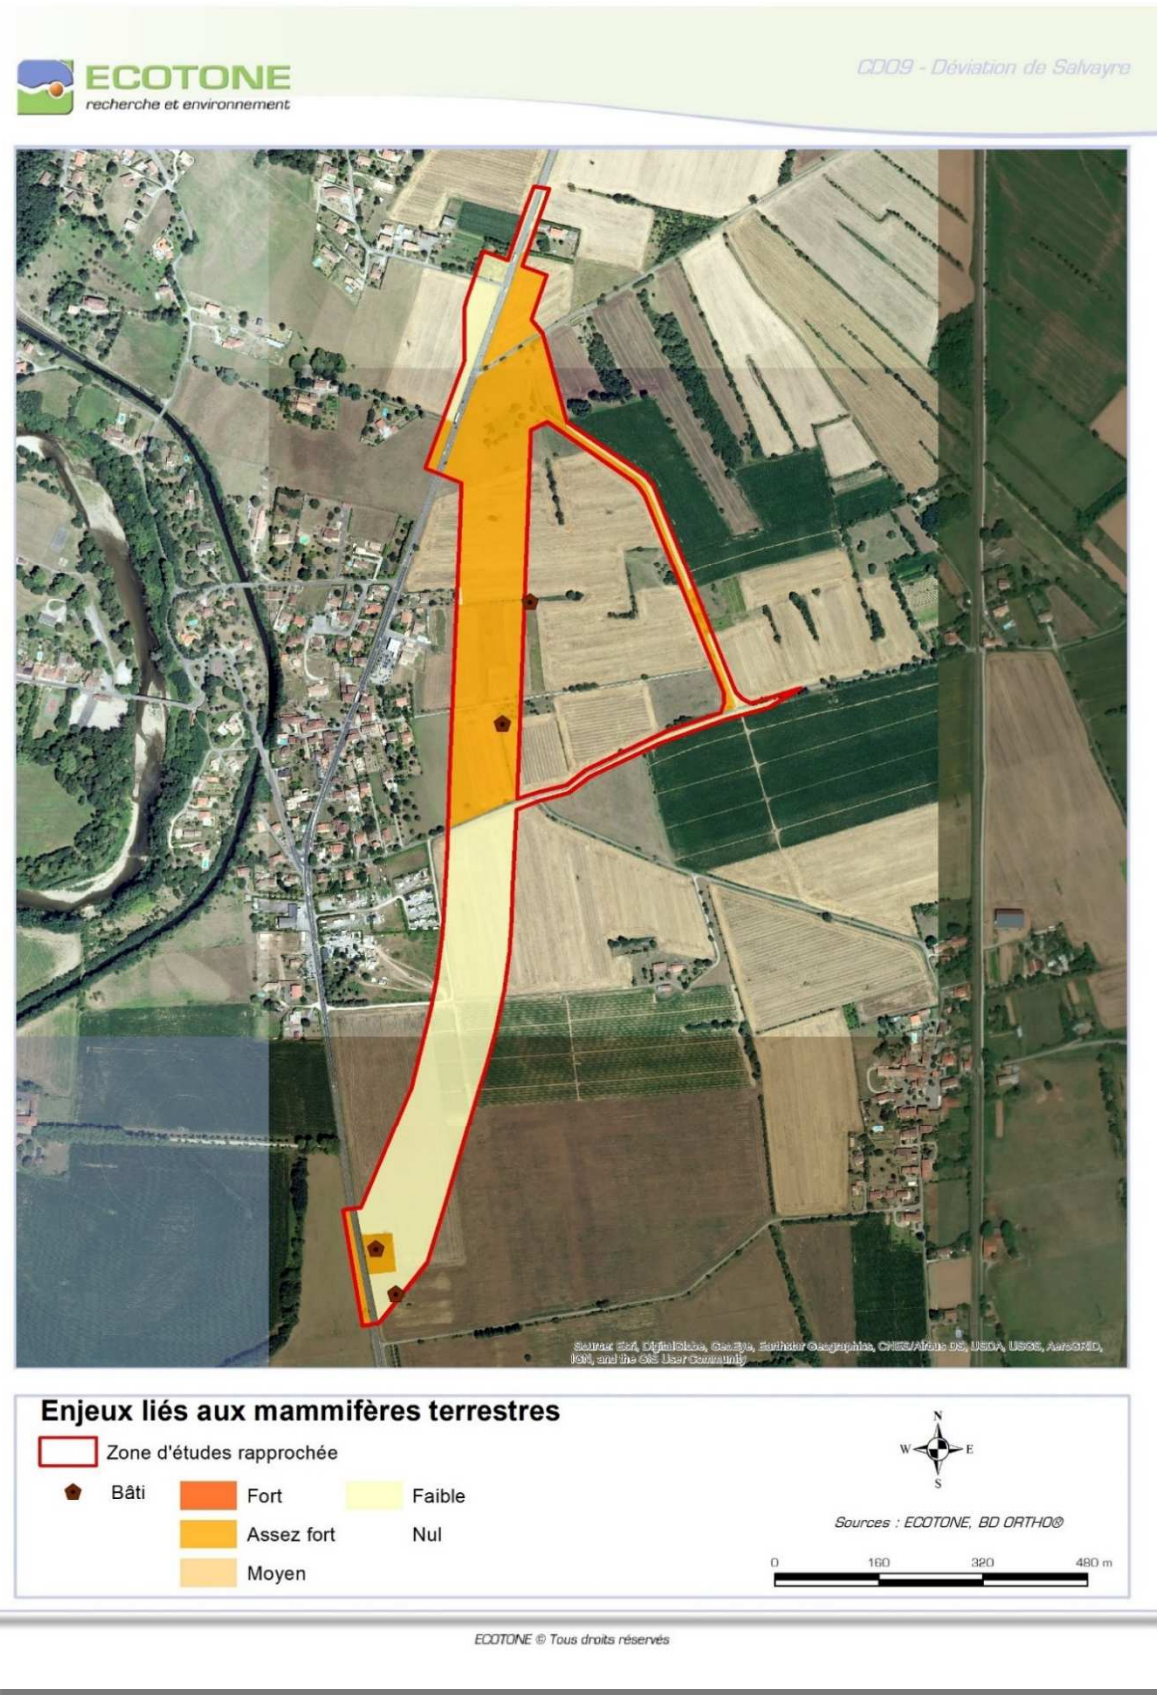 CD09 - Déviation de Salvayre
ECOTONE
recherche et environnement
Source: Esri, DigitalGlobe, GeoEye, Earthstar Geographics, CNES/Airbus DS, USDA, USGS, AeroGRID,
IGN, and the GIS User Community
Enjeux liés aux mammifères terrestres
Zone d'études rapprochée
Bâti
Fort
Faible
Assez fort
Nul
Moyen
N
W
E
S
Sources : ECOTONE, BD ORTHO®
0 160 320 480 m
ECOTONE © Tous droits réservés